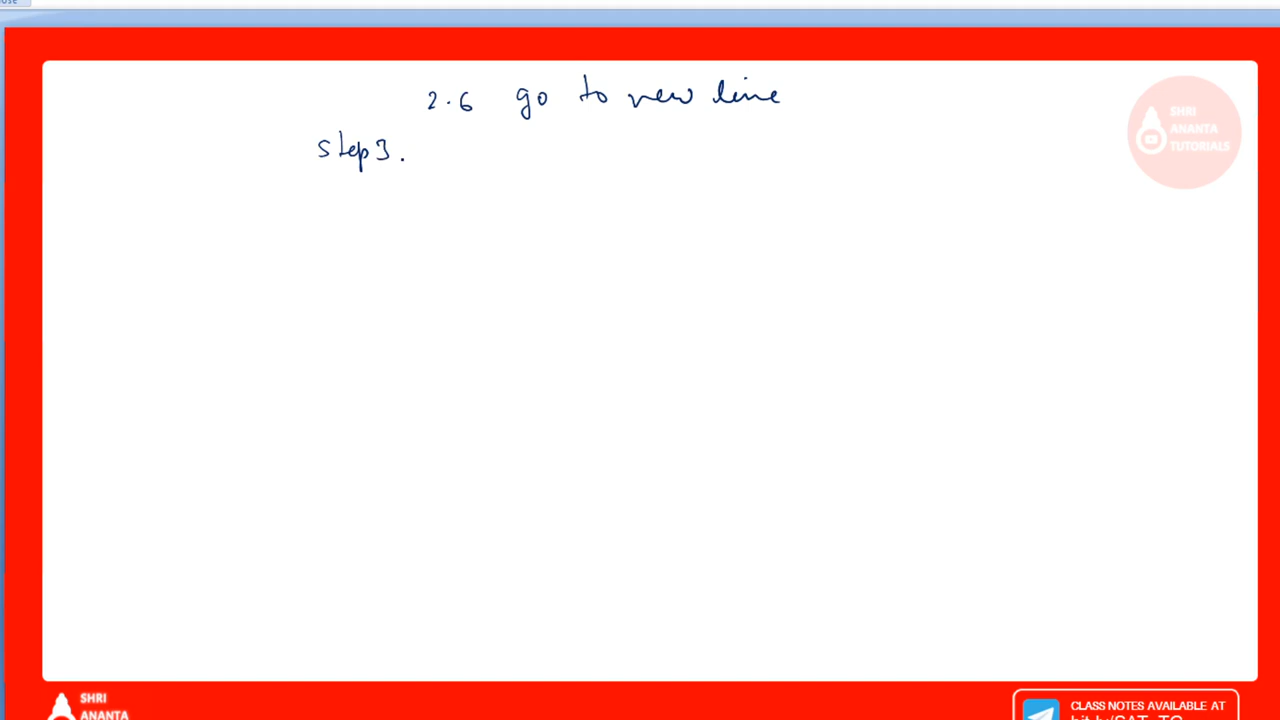 2.6 go to new line
Step 3.
SHRI
ANANTA
TUTORIALS
SHRI
ANANTA
CLASS NOTES AVAILABLE AT